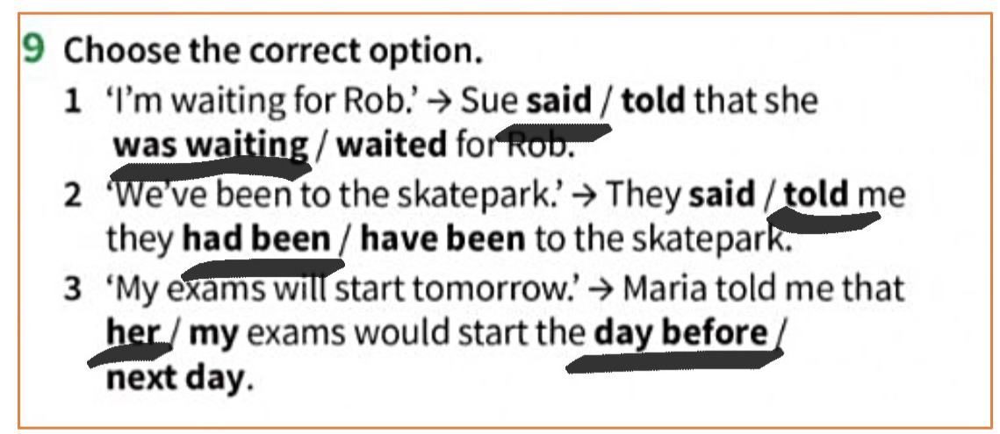 9 Choose the correct option.
1 ‘I’m waiting for Rob.’ → Sue said / told that she
was waiting / waited for Rob.
2 ‘We’ve been to the skatepark.’ → They said / told me
they had been / have been to the skatepark.
3 ‘My exams will start tomorrow.’ → Maria told me that
her / my exams would start the day before /
next day.